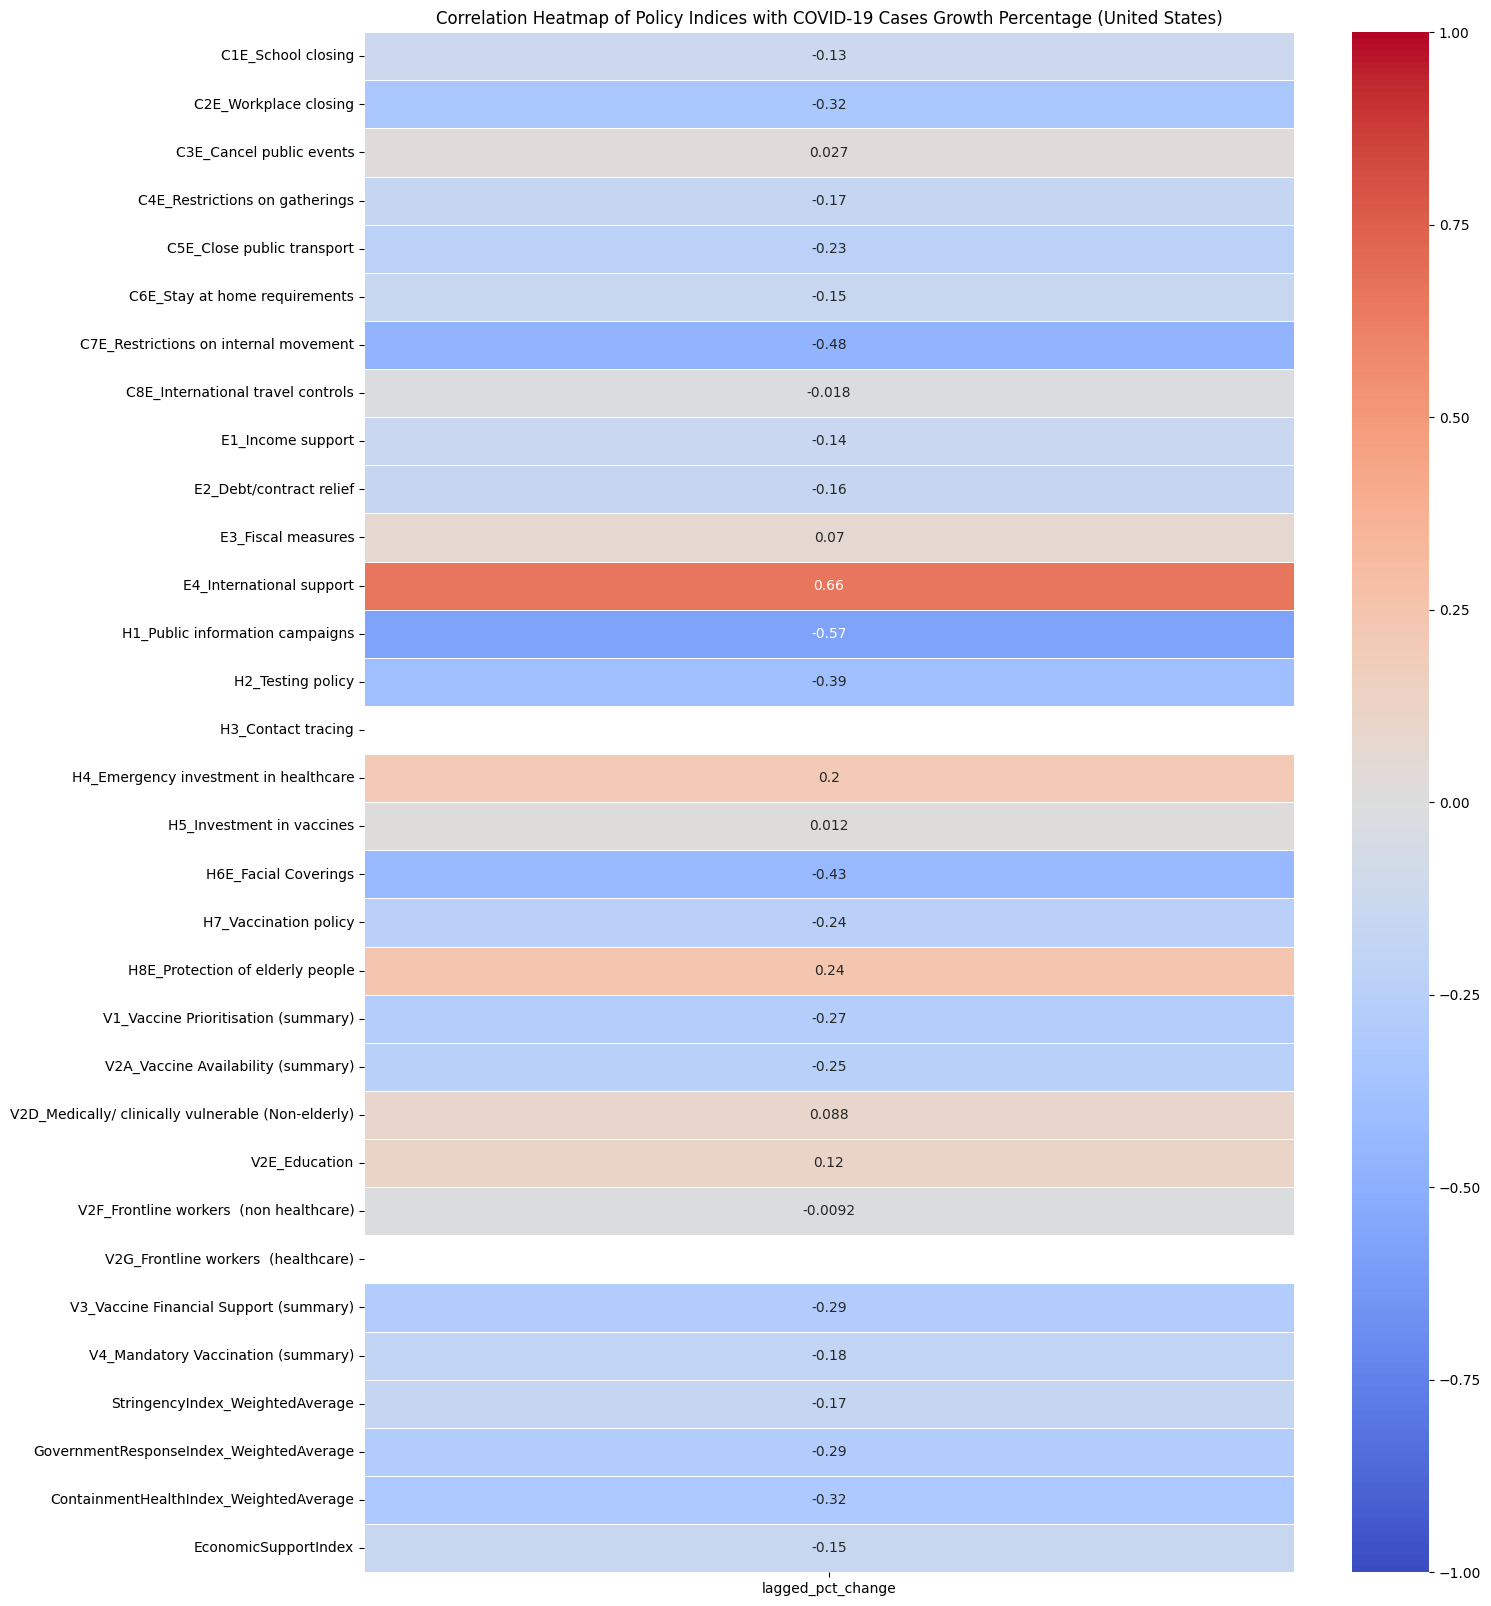 Correlation Heatmap of Policy Indices with COVID-19 Cases Growth Percentage (United States)
C1E_School closing -0.13
C2E_Workplace closing -0.32
C3E_Cancel public events 0.027
C4E_Restrictions on gatherings -0.17
C5E_Close public transport -0.23
C6E_Stay at home requirements -0.15
C7E_Restrictions on internal movement -0.48
C8E_International travel controls -0.018
E1_Income support -0.14
E2_Debt/contract relief -0.16
E3_Fiscal measures 0.07
E4_International support 0.66
H1_Public information campaigns -0.57
H2_Testing policy -0.39
H3_Contact tracing
H4_Emergency investment in healthcare 0.2
H5_Investment in vaccines 0.012
H6E_Facial Coverings -0.43
H7_Vaccination policy -0.24
H8E_Protection of elderly people 0.24
V1_Vaccine Prioritisation (summary) -0.27
V2A_Vaccine Availability (summary) -0.25
V2D_Medically/ clinically vulnerable (Non-elderly) 0.088
V2E_Education 0.12
V2F_Frontline workers  (non healthcare) -0.0092
V2G_Frontline workers  (healthcare)
V3_Vaccine Financial Support (summary) -0.29
V4_Mandatory Vaccination (summary) -0.18
StringencyIndex_WeightedAverage -0.17
GovernmentResponseIndex_WeightedAverage -0.29
ContainmentHealthIndex_WeightedAverage -0.32
EconomicSupportIndex -0.15
lagged_pct_change
1.00
0.75
0.50
0.25
0.00
−0.25
−0.50
−0.75
−1.00